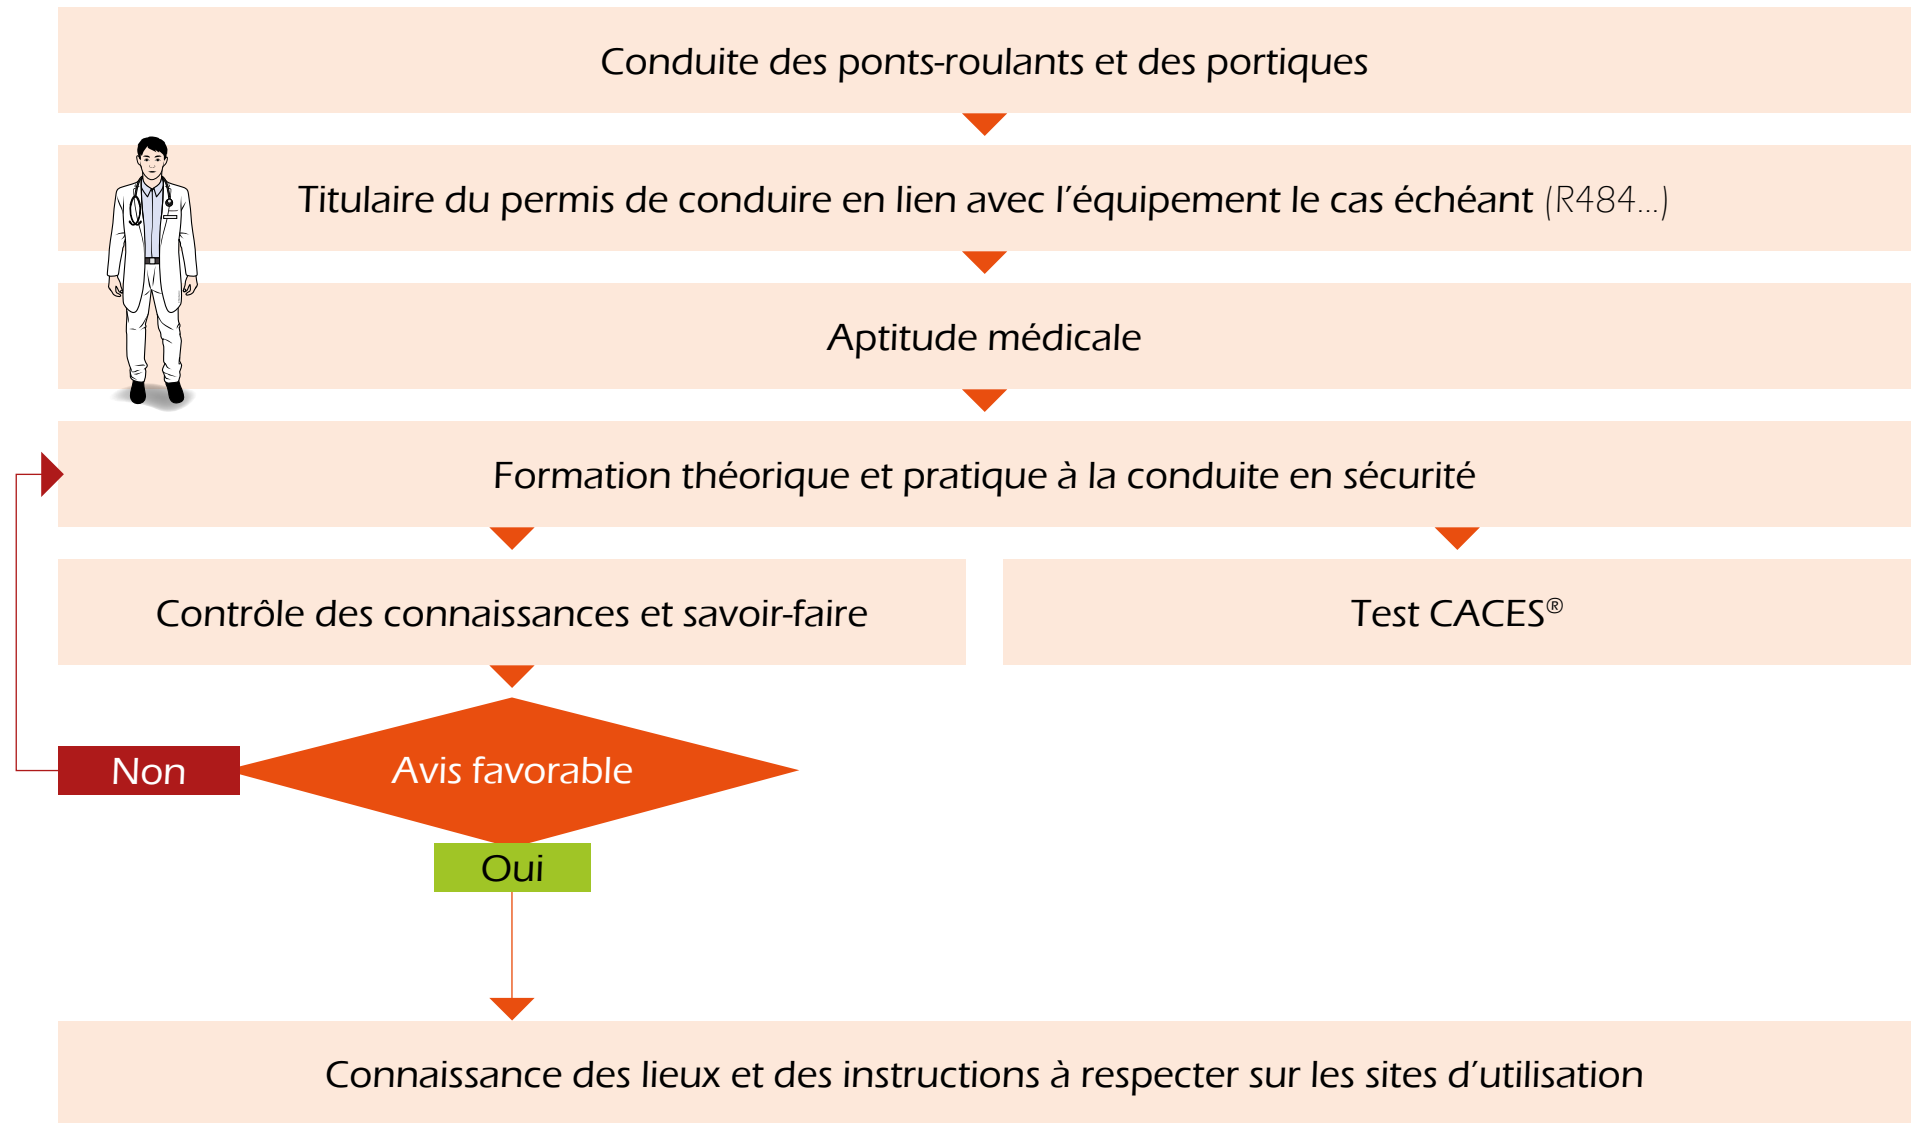 Conduite des ponts-roulants et des portiques
Titulaire du permis de conduire en lien avec l’équipement le cas échéant (R484...)
Aptitude médicale
Formation théorique et pratique à la conduite en sécurité
Contrôle des connaissances et savoir-faire
Test CACES®
Avis favorable
Non
Oui
Connaissance des lieux et des instructions à respecter sur les sites d’utilisation